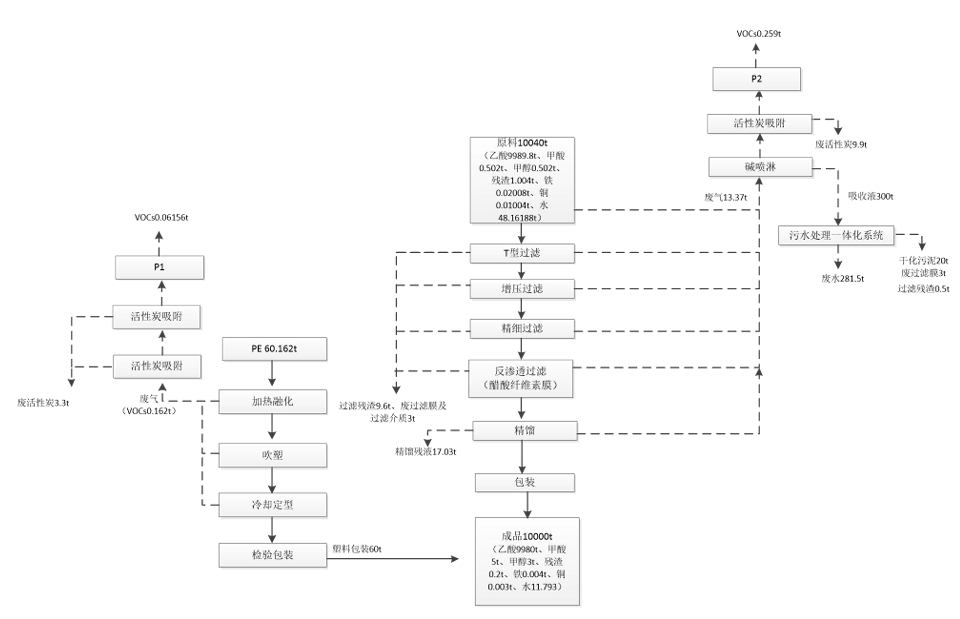 VOCs0.259t
P2
活性炭吸附
废活性炭9.9t
碱喷淋
废气13.37t
吸收液300t
污水处理一体化系统
干化污泥20t
废过滤膜3t
过滤残渣0.5t
废水281.5t
原料10040t
（乙酸9989.8t、甲酸
0.502t、甲醇0.502t、
残渣1.004t、铁
0.02008t、铜
0.01004t、水
48.16188t）
T型过滤
增压过滤
精细过滤
反渗透过滤
（醋酸纤维素膜）
过滤残渣9.6t、废过滤膜及
过滤介质3t
精馏
精馏残液17.03t
包装
成品10000t
（乙酸9980t、甲酸
5t、甲醇3t、残渣
0.2t、铁0.004t、铜
0.003t、水11.793）
VOCs0.06156t
P1
活性炭吸附
活性炭吸附
废活性炭3.3t
废气
（VOCs0.162t）
PE 60.162t
加热融化
吹塑
冷却定型
检验包装
塑料包装60t